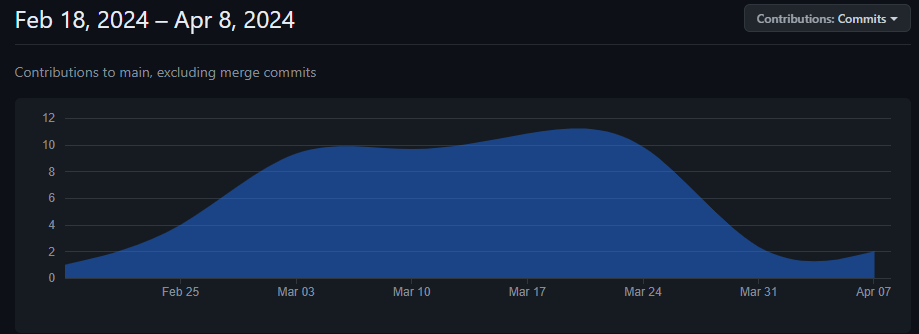 Feb 18, 2024 – Apr 8, 2024
Contributions: Commits
Contributions to main, excluding merge commits
12
10
8
6
4
2
0
Feb 25 Mar 03 Mar 10 Mar 17 Mar 24 Mar 31 Apr 07